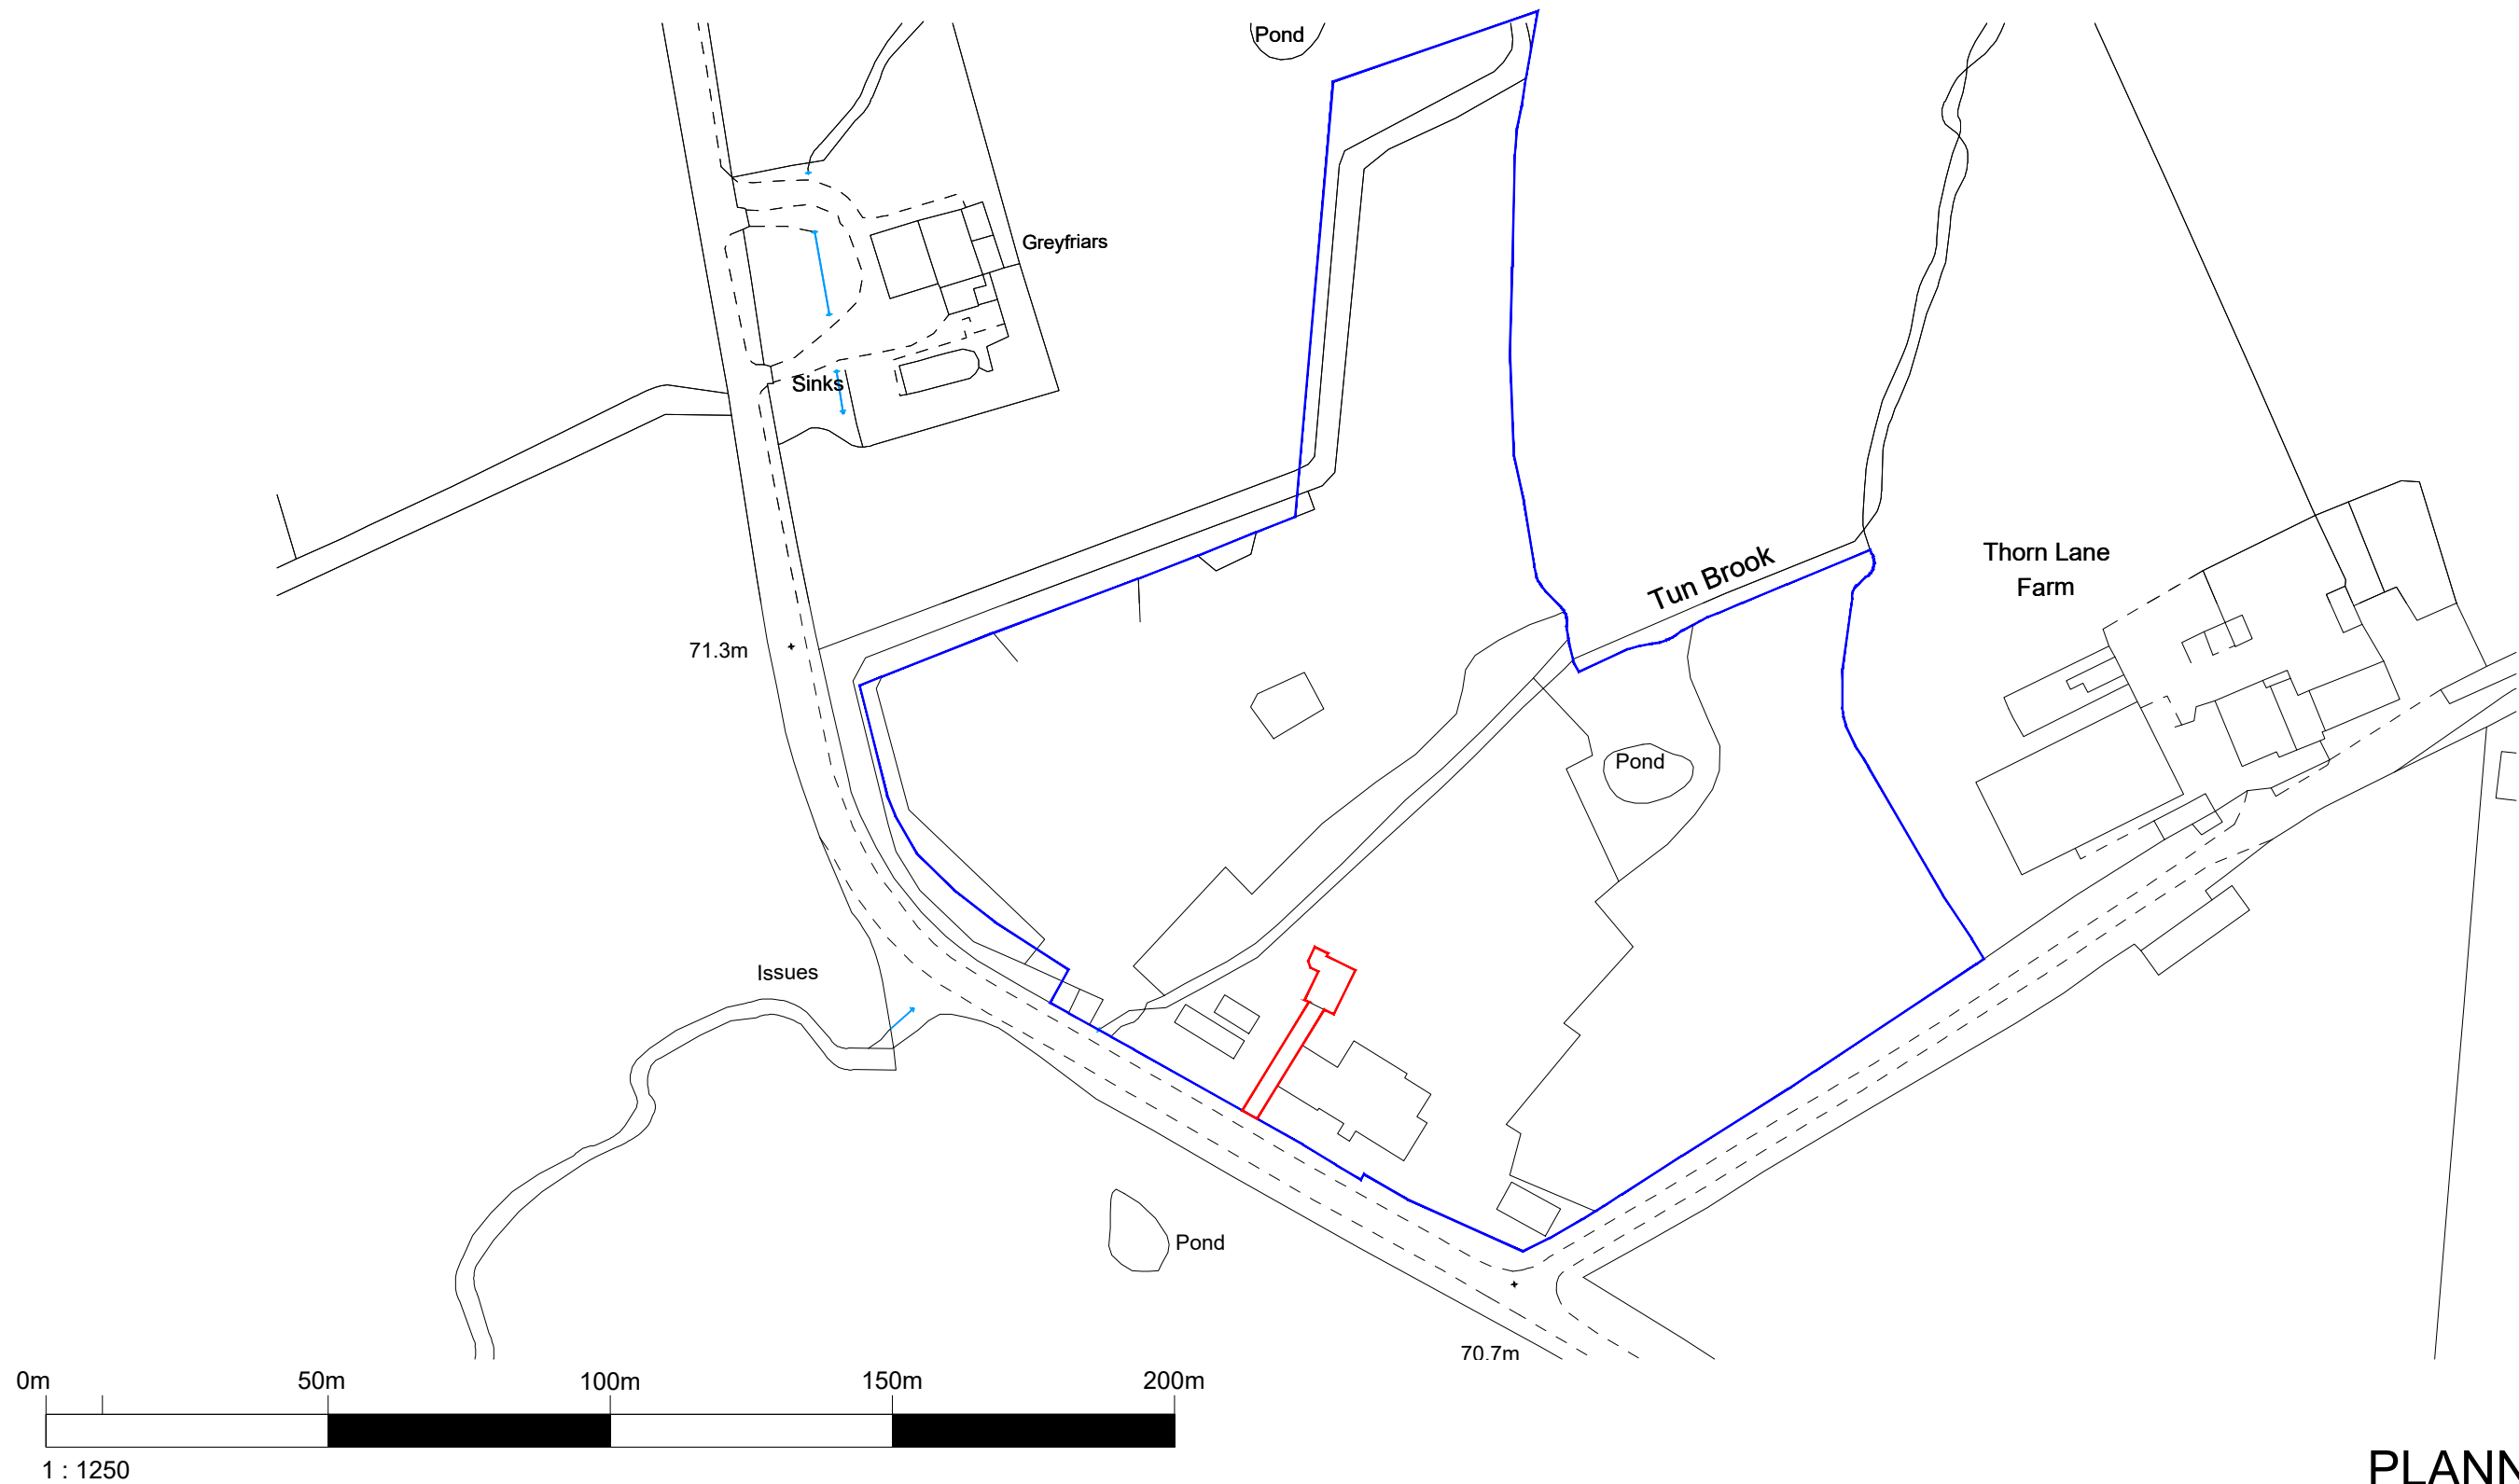 Pond
Greyfriars
Sinks
Tun Brook
Thorn Lane
Farm
71.3m
Pond
Issues
Pond
70.7m
0m 50m 100m 150m 200m
1 : 1250
PLANN